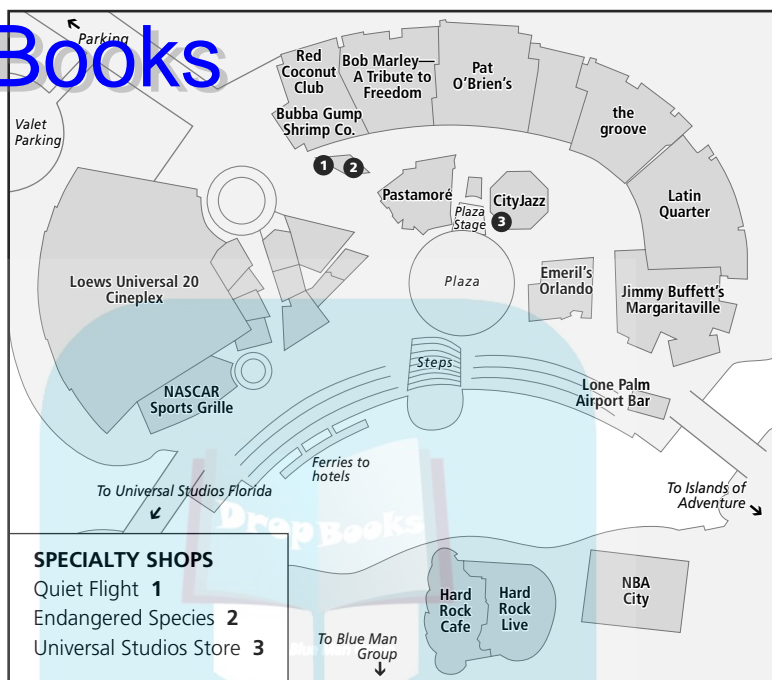 Books
Parking
Valet
Parking
Red
Coconut
Club
Bubba Gump
Shrimp Co.
Bob Marley—
A Tribute to
Freedom
Pat
O'Brien's
the
groove
Latin
Quarter
1
2
Pastamoré
Plaza
Stage
CityJazz
3
Loews Universal 20
Cineplex
Plaza
Emeril's
Orlando
Jimmy Buffett's
Margaritaville
Steps
NASCAR
Sports Grille
Lone Palm
Airport Bar
Ferries to
hotels
To Universal Studios Florida
To Islands of
Adventure
DropBooks
SPECIALTY SHOPS
Quiet Flight 1
Endangered Species 2
Universal Studios Store 3
To Blue Man
Group
Hard
Rock
Cafe
Hard
Rock
Live
NBA
City